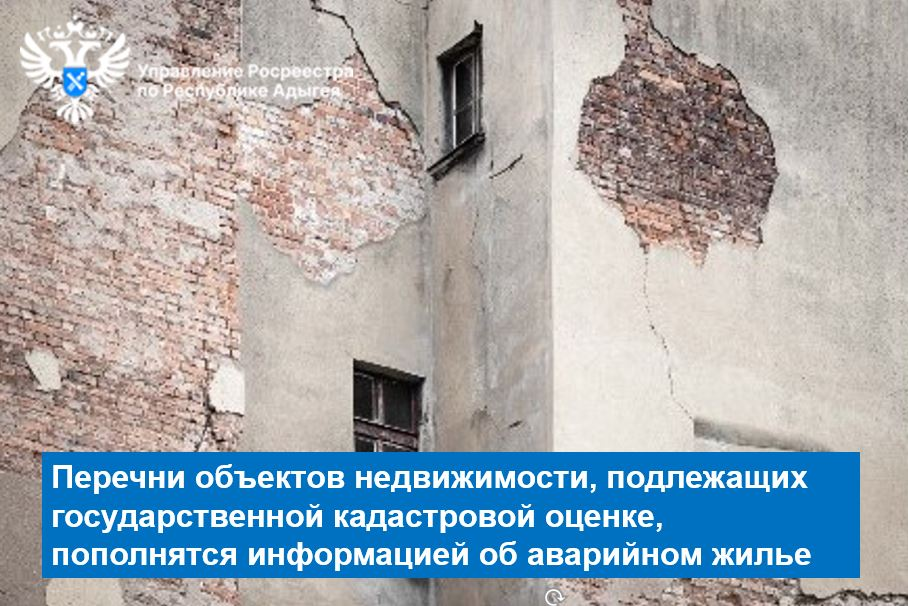 Управление Росреестра
по Республике Адыгея
Перечни объектов недвижимости, подлежащих
государственной кадастровой оценке,
пополнятся информацией об аварийном жилье